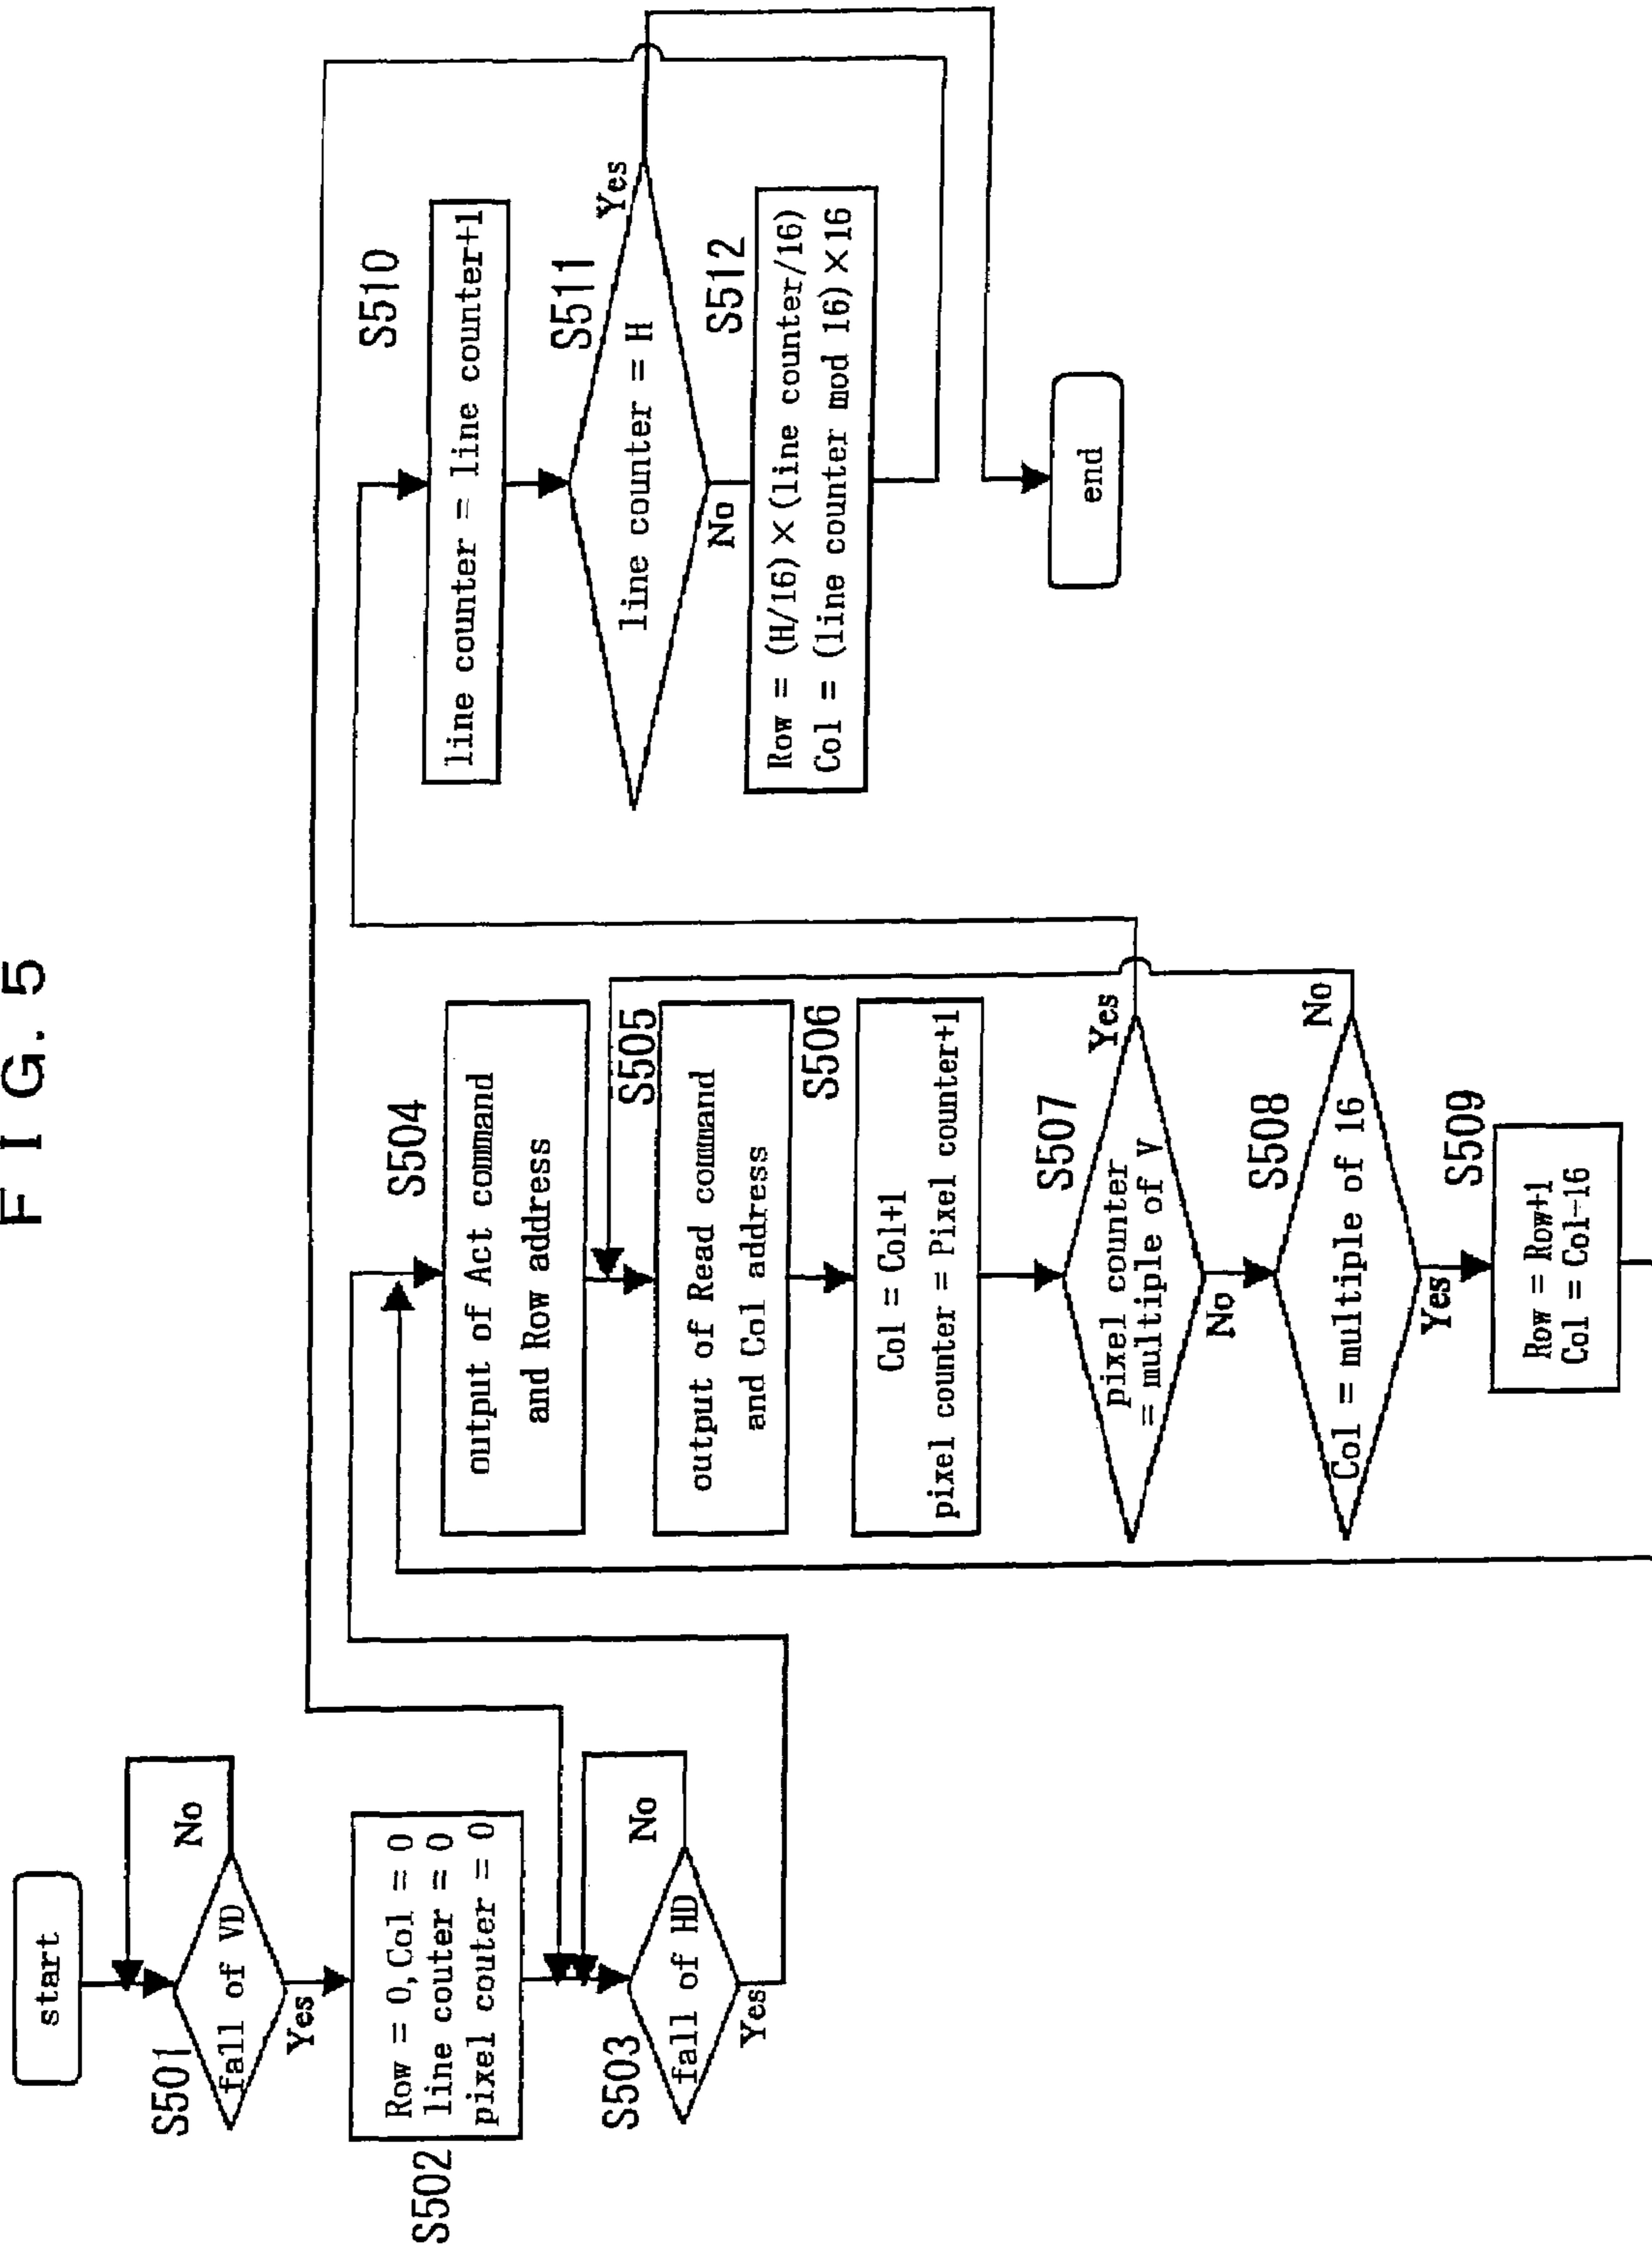 FIG. 5
start
S501
fall of VD
No
Yes
S502
Row = 0, Col = 0
line couter = 0
pixel couter = 0
S503
fall of HD
No
Yes
S504
output of Act command
and Row address
S505
output of Read command
and Col address
S506
Col = Col+1
pixel counter = Pixel counter+1
S507
pixel counter
= multiple of V
Yes
No
S508
Col = multiple of 16
No
Yes
S509
Row = Row+1
Col = Col-16
S510
line counter = line counter+1
S511
line counter = H
Yes
No
S512
Row = (H/16)×(line counter/16)
Col = (line counter mod 16)×16
end